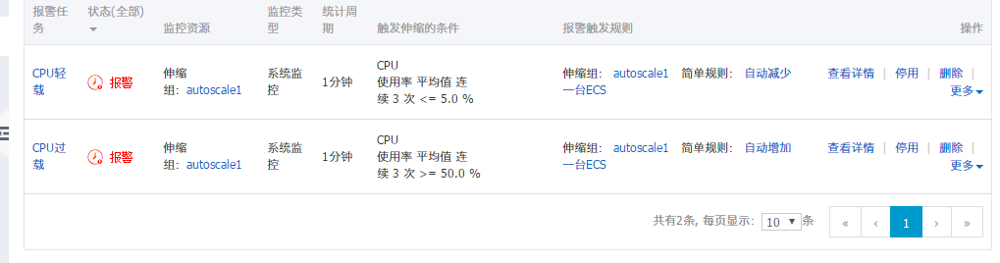 报警任务
状态(全部)
监控资源
监控类型
统计周期
触发伸缩的条件
报警触发规则
操作
CPU轻载
报警
伸缩
组: autoscale1
系统监控
1分钟
CPU
使用率 平均值 连
续 3 次 <= 5.0 %
伸缩组: autoscale1 简单规则: 自动减少
一台ECS
查看详情 | 停用 | 删除 |
更多
CPU过载
报警
伸缩
组: autoscale1
系统监控
1分钟
CPU
使用率 平均值 连
续 3 次 >= 50.0 %
伸缩组: autoscale1 简单规则: 自动增加
一台ECS
查看详情 | 停用 | 删除 |
更多
共有2条, 每页显示: 10 条 « ‹ 1 › »